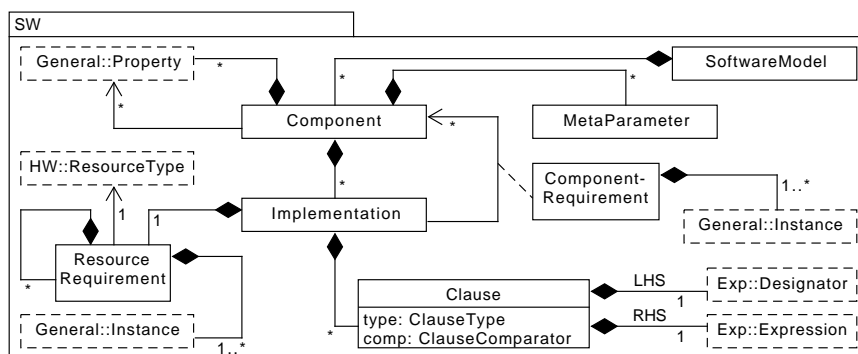 SW
General::Property
*
*
*
*
SoftwareModel
Component
*
MetaParameter
HW::ResourceType
*
Component-
Requirement
1..*
1
1
Implementation
General::Instance
Resource
Requirement
*
Clause
LHS
1
Exp::Designator
General::Instance
1..*
*
type: ClauseType
comp: ClauseComparator
RHS
1
Exp::Expression